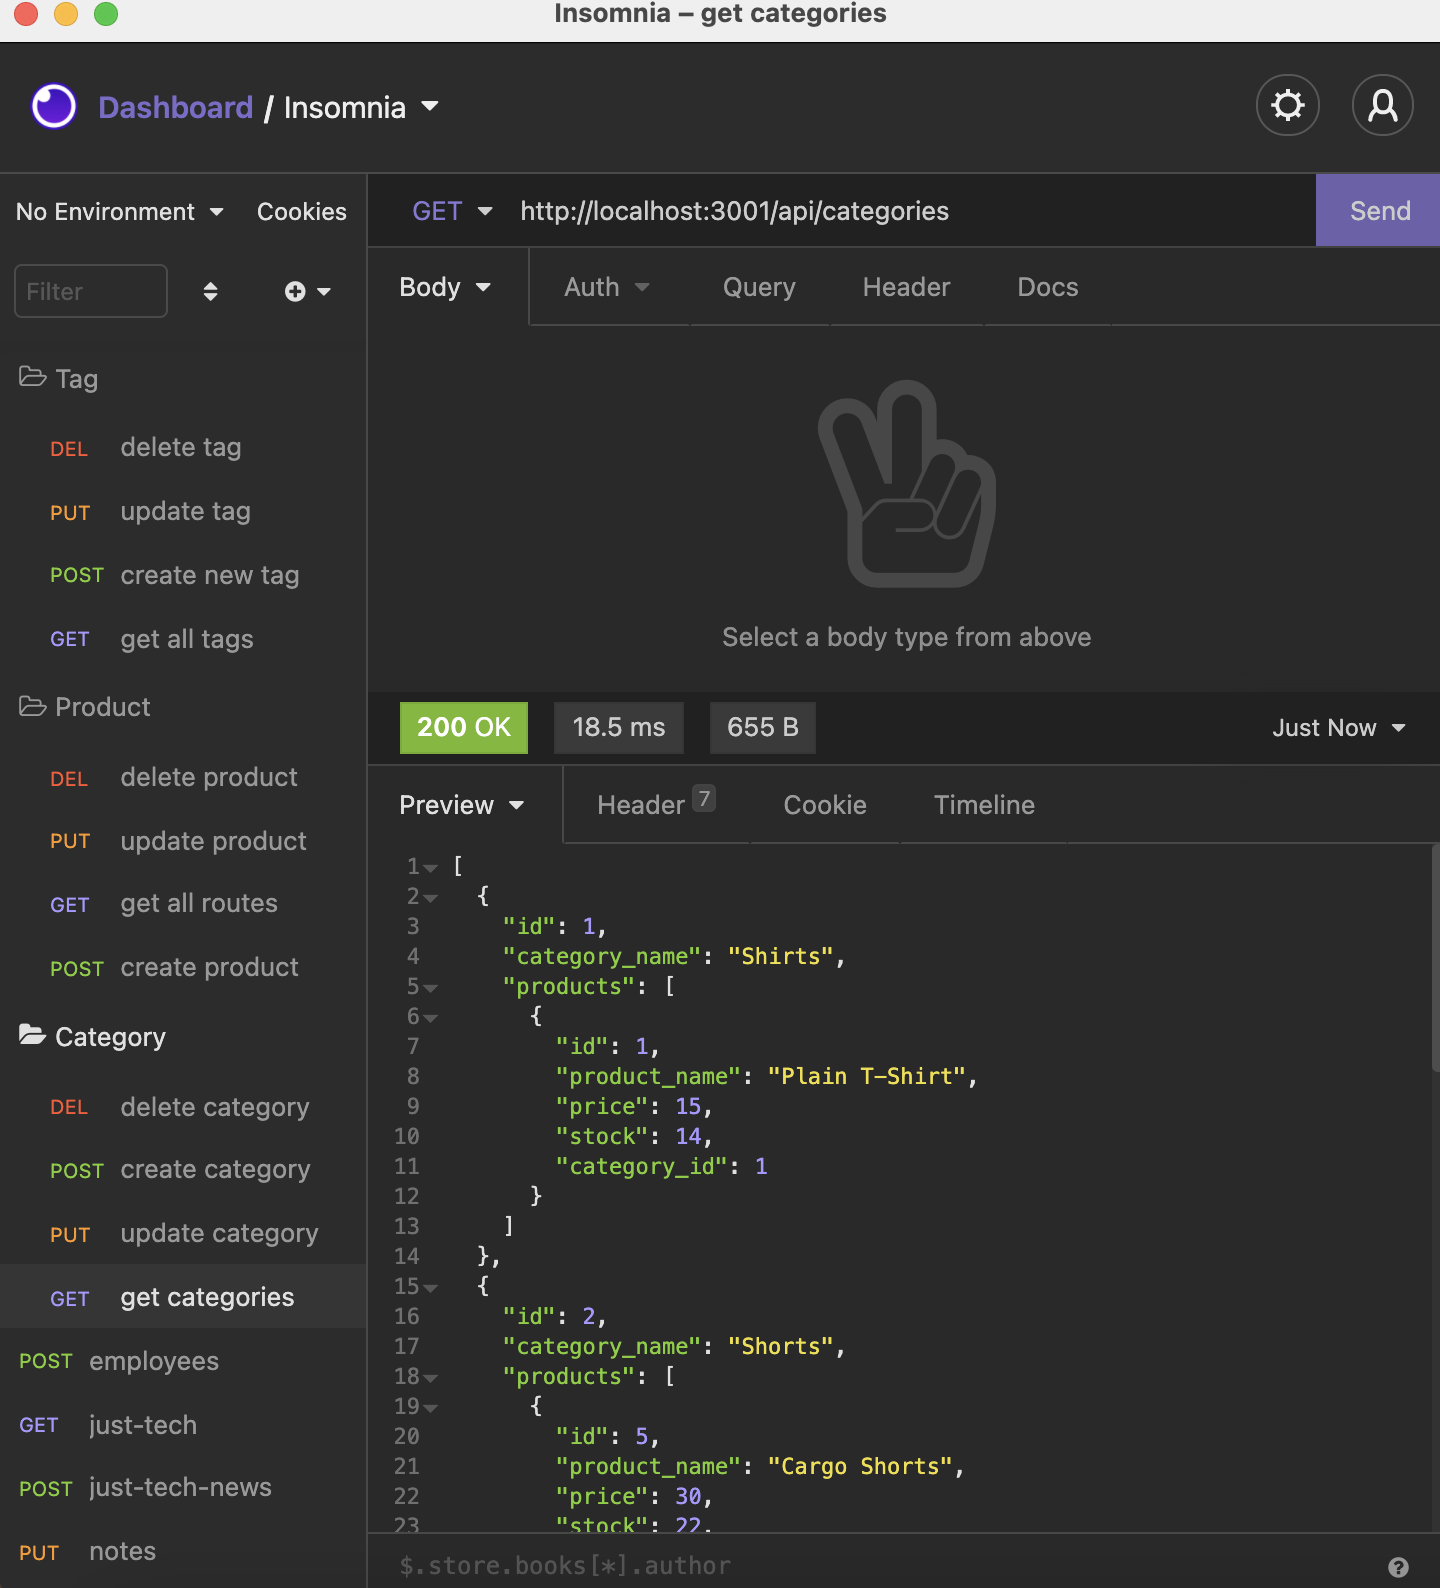 Insomnia – get categories
Dashboard / Insomnia
No Environment Cookies
Filter
Tag
DEL delete tag
PUT update tag
POST create new tag
GET get all tags
Product
DEL delete product
PUT update product
GET get all routes
POST create product
Category
DEL delete category
POST create category
PUT update category
GET get categories
POST employees
GET just-tech
POST just-tech-news
PUT notes
GET http://localhost:3001/api/categories Send
Body Auth Query Header Docs
Select a body type from above
200 OK 18.5 ms 655 B Just Now
Preview Header 7 Cookie Timeline
1 [
2 {
3 "id": 1,
4 "category_name": "Shirts",
5 "products": [
6 {
7 "id": 1,
8 "product_name": "Plain T-Shirt",
9 "price": 15,
10 "stock": 14,
11 "category_id": 1
12 }
13 ]
14 },
15 {
16 "id": 2,
17 "category_name": "Shorts",
18 "products": [
19 {
20 "id": 5,
21 "product_name": "Cargo Shorts",
22 "price": 30,
23 "stock": 22,
$.store.books[*].author